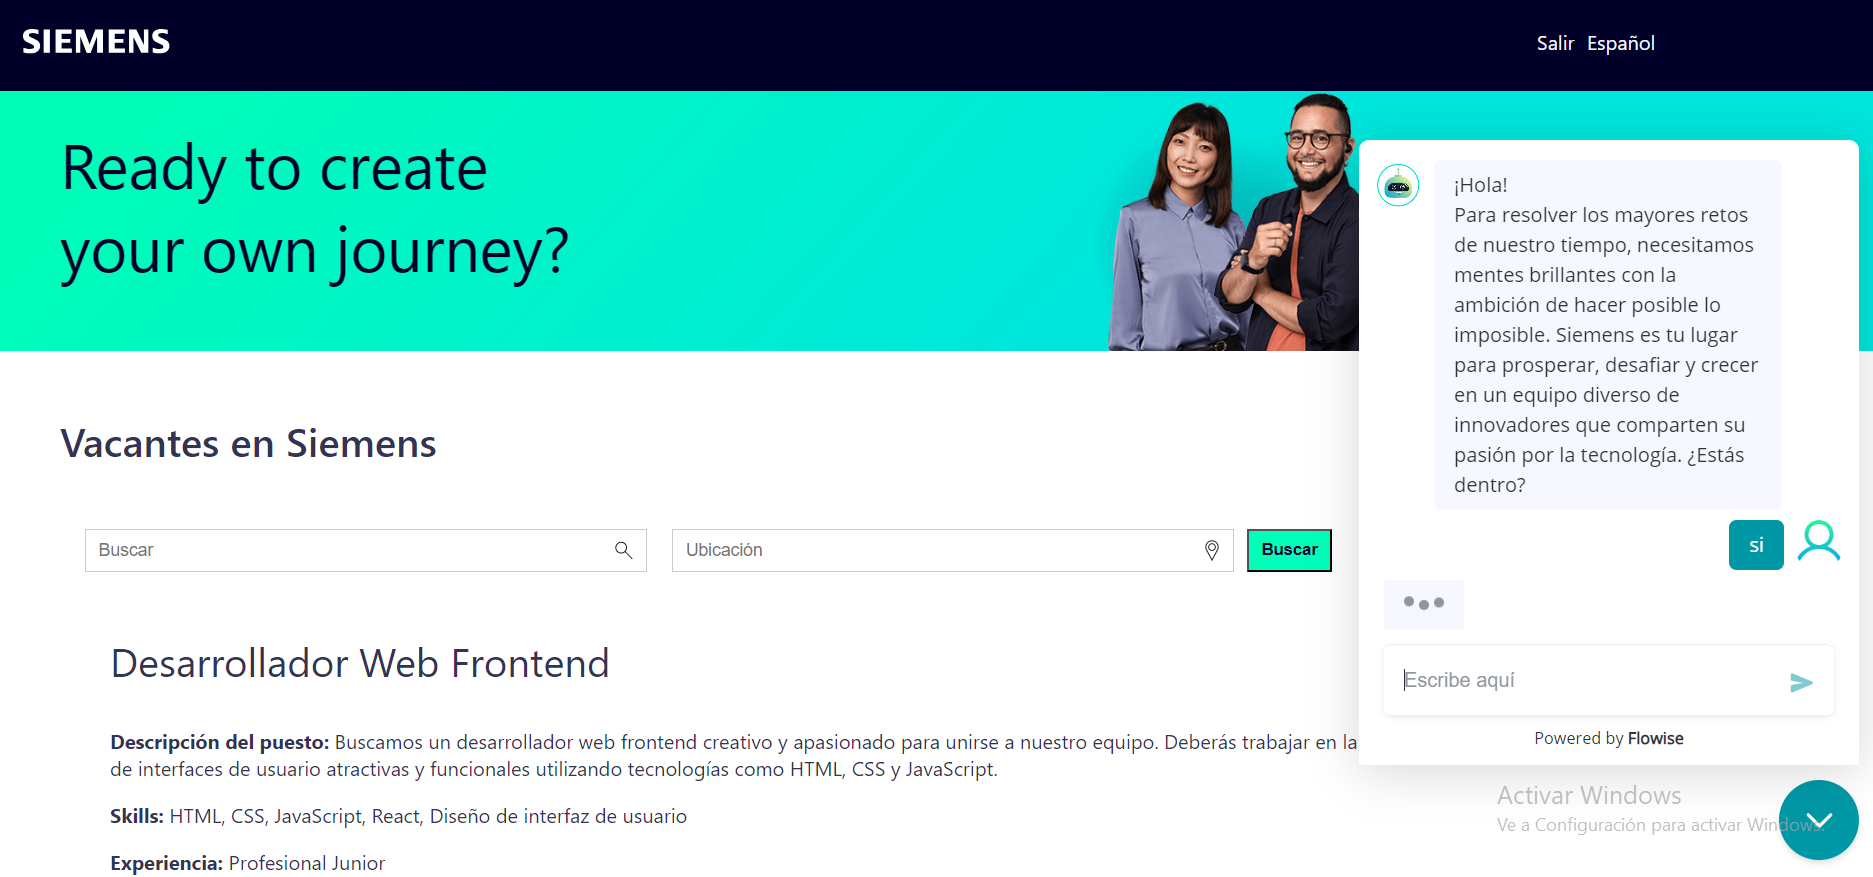 SIEMENS
Salir Español
Ready to create
your own journey?
Vacantes en Siemens
Buscar
Ubicación
Buscar
Desarrollador Web Frontend
Descripción del puesto: Buscamos un desarrollador web frontend creativo y apasionado para unirse a nuestro equipo. Deberás trabajar en la
de interfaces de usuario atractivas y funcionales utilizando tecnologías como HTML, CSS y JavaScript.
Skills: HTML, CSS, JavaScript, React, Diseño de interfaz de usuario
Experiencia: Profesional Junior
¡Hola!
Para resolver los mayores retos
de nuestro tiempo, necesitamos
mentes brillantes con la
ambición de hacer posible lo
imposible. Siemens es tu lugar
para prosperar, desafiar y crecer
en un equipo diverso de
innovadores que comparten su
pasión por la tecnología. ¿Estás
dentro?
si
Escribe aquí
Powered by Flowise
Activar Windows
Ve a Configuración para activar Windows.